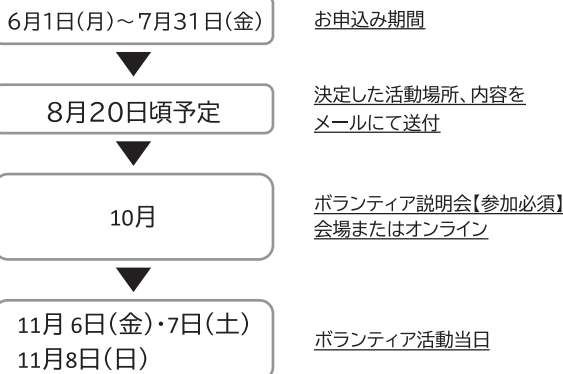 6月1日(月)～7月31日(金)
お申込み期間
8月20日頃予定
決定した活動場所、内容を
メールにて送付
10月
ボランティア説明会【参加必須】
会場またはオンライン
11月 6日(金)・7日(土)
11月8日(日)
ボランティア活動当日